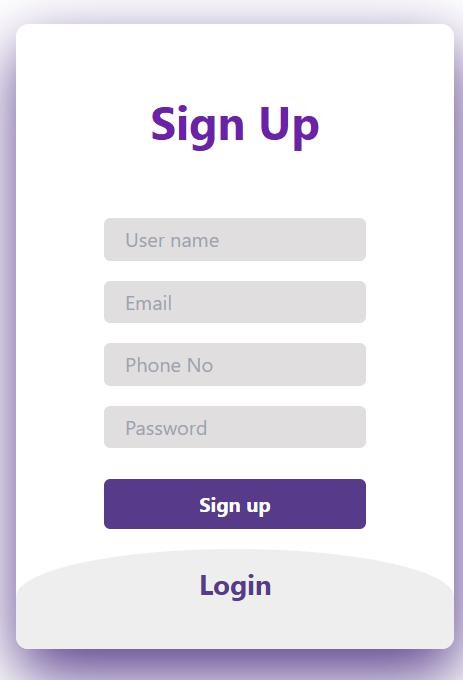 Sign Up
User name
Email
Phone No
Password
Sign up
Login